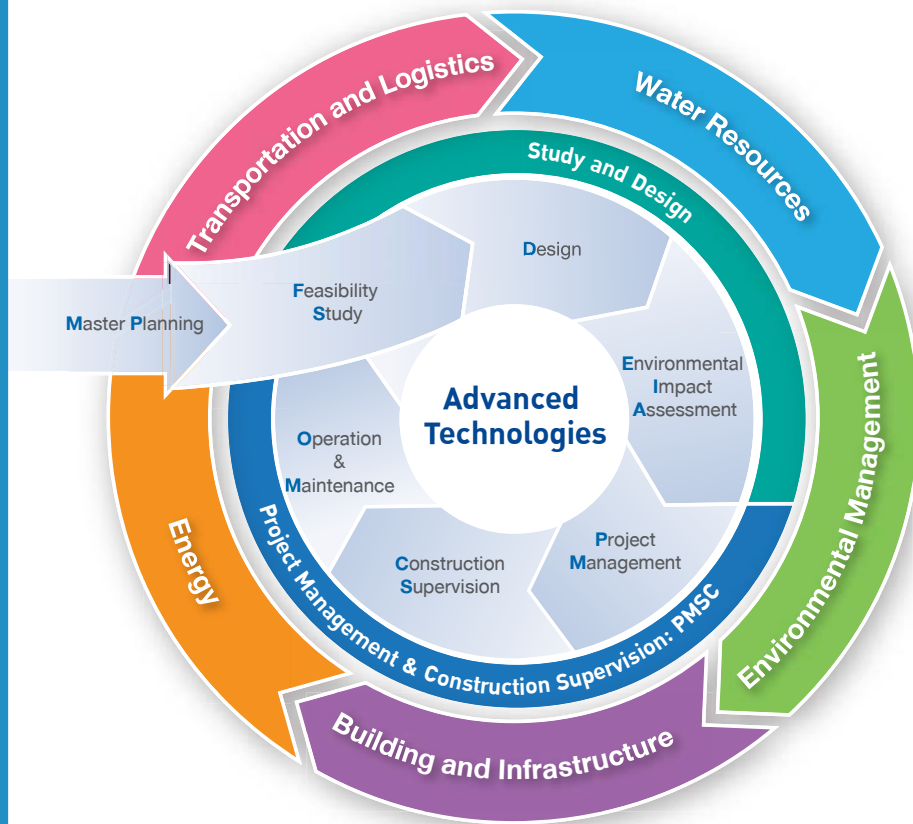 Transportation and Logistics
Water Resources
Study and Design
Design
Feasibility
Study
Master Planning
Environmental
Impact
Assessment
Advanced
Technologies
Operation
&
Maintenance
Project
Management
Construction
Supervision
Project Management & Construction Supervision: PMSC
Environmental Management
Energy
Building and Infrastructure